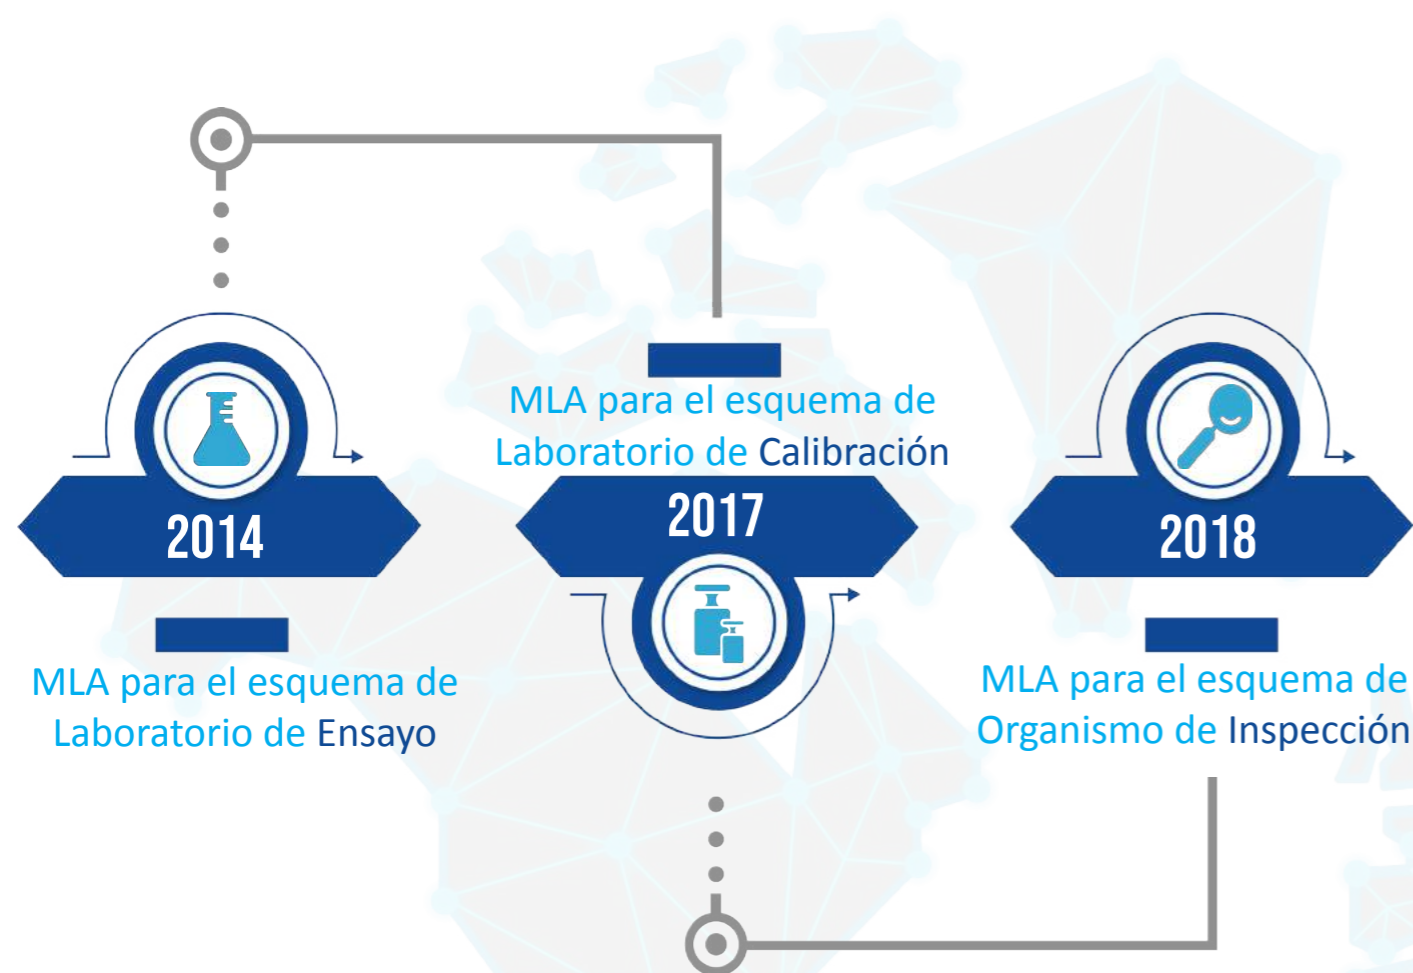 2014
MLA para el esquema de
Laboratorio de Ensayo
MLA para el esquema de
Laboratorio de Calibración
2017
2018
MLA para el esquema de
Organismo de Inspección